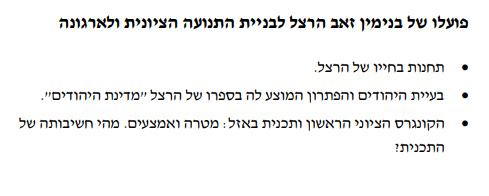 פועלו של בנימין זאב הרצל לבניית התנועה הציונית ולארגונה
• תחנות בחייו של הרצל.
• בעיית היהודים והפתרון המוצע לה בספרו של הרצל "מדינת היהודים".
• הקונגרס הציוני הראשון ותכנית באזל: מטרה ואמצעים. מהי חשיבותה של
התכנית?